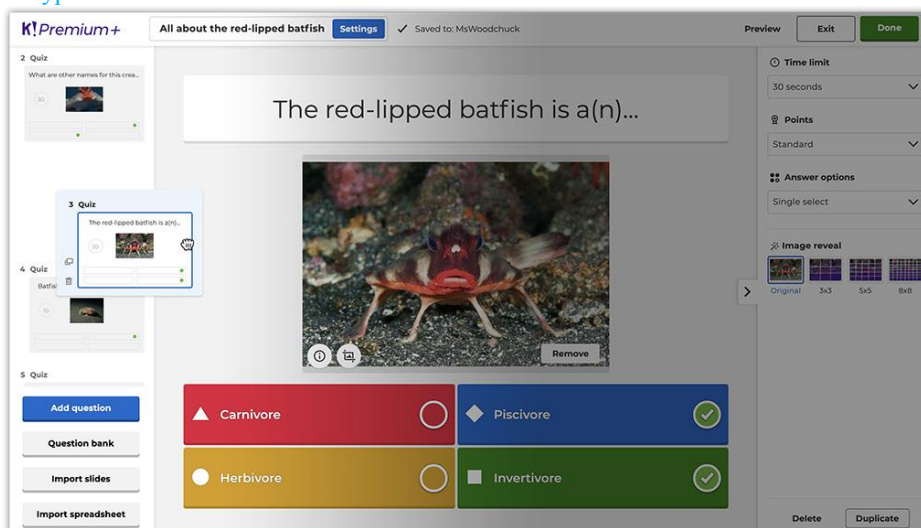 K! Premium+
All about the red-lipped batfish
Settings
Saved to: MsWoodchuck
Preview
Exit
Done
2 Quiz
What are other names for this crea...
30
3 Quiz
The red-lipped batfish is a(n)...
30
4 Quiz
10
5 Quiz
Add question
Question bank
Import slides
Import spreadsheet
The red-lipped batfish is a(n)...
Remove
Carnivore
Piscivore
Herbivore
Invertivore
Time limit
30 seconds
Points
Standard
Answer options
Single select
Image reveal
Original
3x3
5x5
8x8
Delete
Duplicate